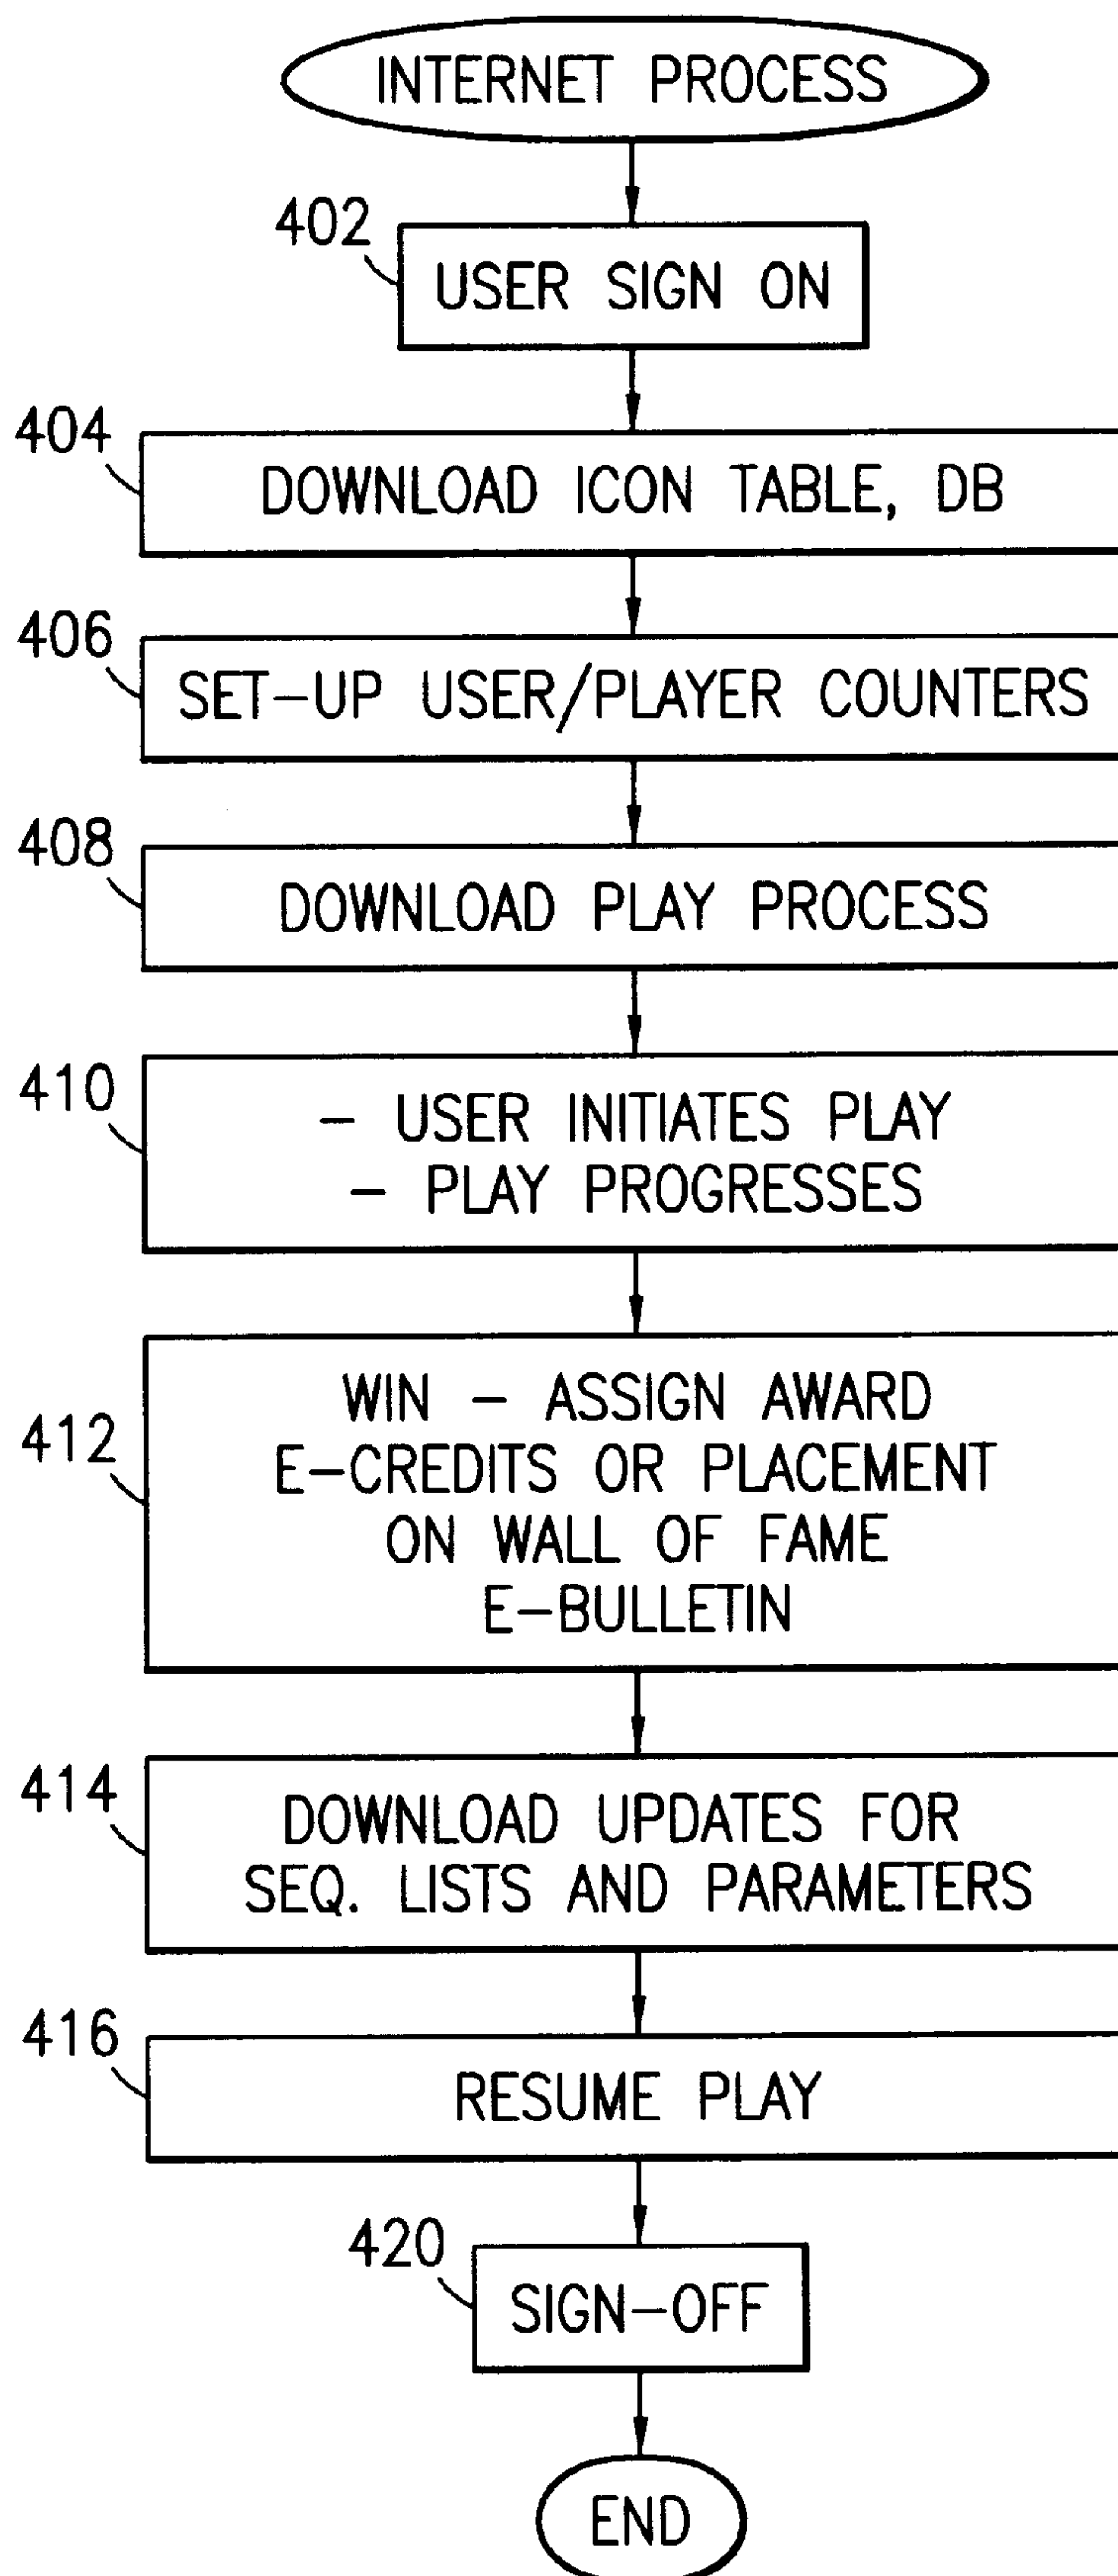 INTERNET PROCESS
402
USER SIGN ON
404
DOWNLOAD ICON TABLE, DB
406
SET-UP USER/PLAYER COUNTERS
408
DOWNLOAD PLAY PROCESS
410
- USER INITIATES PLAY
- PLAY PROGRESSES
412
WIN - ASSIGN AWARD
E-CREDITS OR PLACEMENT
ON WALL OF FAME
E-BULLETIN
414
DOWNLOAD UPDATES FOR
SEQ. LISTS AND PARAMETERS
416
RESUME PLAY
420
SIGN-OFF
END